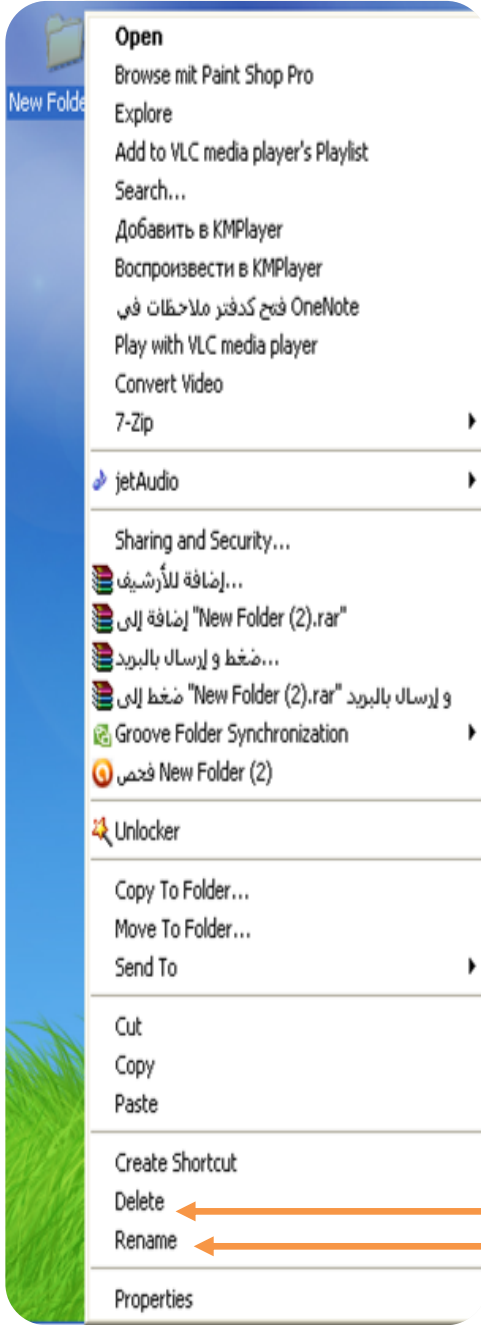 New Folde
Open
Browse mit Paint Shop Pro
Explore
Add to VLC media player's Playlist
Search...
Добавить в KMPlayer
Воспроизвести в KMPlayer
فتح كدفتر ملاحظات في OneNote
Play with VLC media player
Convert Video
7-Zip
jetAudio
Sharing and Security...
إضافة للأرشيف...
إضافة إلى "New Folder (2).rar"
ضغط و إرسال بالبريد...
ضغط إلى "New Folder (2).rar" و إرسال بالبريد
Groove Folder Synchronization
فحص New Folder (2)
Unlocker
Copy To Folder...
Move To Folder...
Send To
Cut
Copy
Paste
Create Shortcut
Delete
Rename
Properties